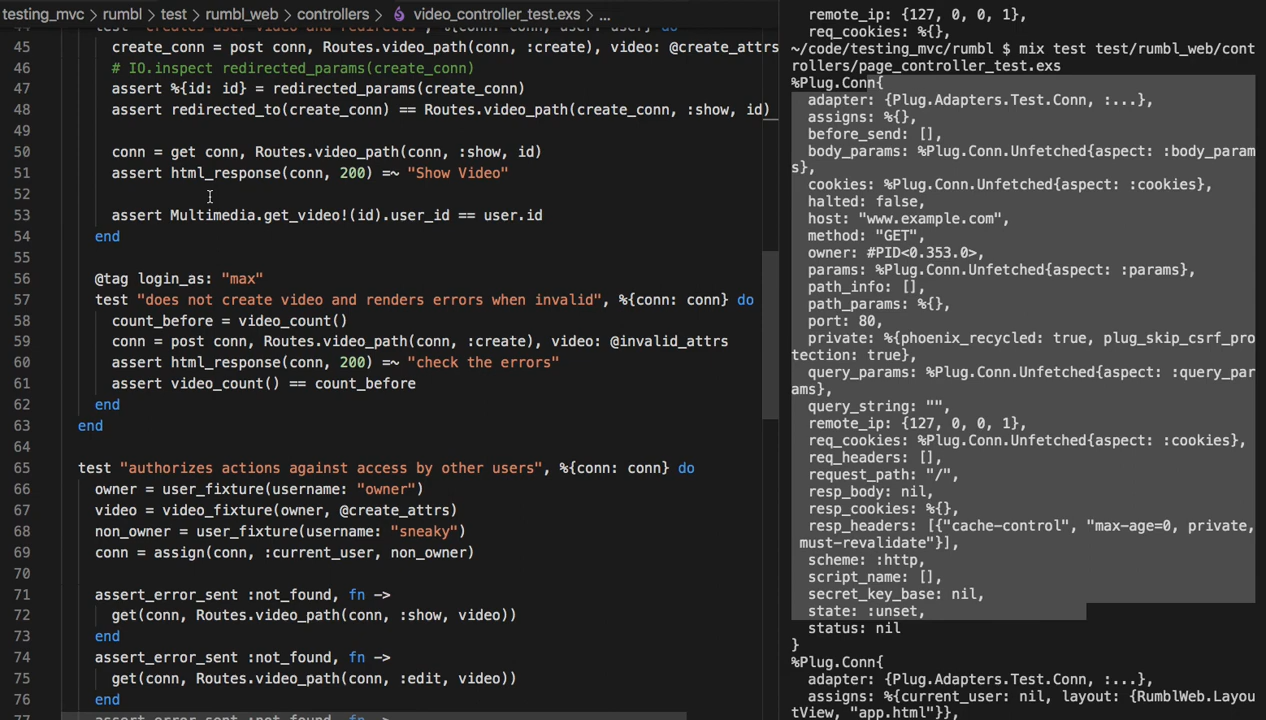 testing_mvc > rumbl > test > rumbl_web > controllers > video_controller_test.exs > ...
45 create_conn = post conn, Routes.video_path(conn, :create), video: @create_attrs
46 # IO.inspect redirected_params(create_conn)
47 assert %{id: id} = redirected_params(create_conn)
48 assert redirected_to(create_conn) == Routes.video_path(create_conn, :show, id)
49
50 conn = get conn, Routes.video_path(conn, :show, id)
51 assert html_response(conn, 200) =~ "Show Video"
52
53 assert Multimedia.get_video!(id).user_id == user.id
54 end
55
56 @tag login_as: "max"
57 test "does not create video and renders errors when invalid", %{conn: conn} do
58 count_before = video_count()
59 conn = post conn, Routes.video_path(conn, :create), video: @invalid_attrs
60 assert html_response(conn, 200) =~ "check the errors"
61 assert video_count() == count_before
62 end
63 end
64
65 test "authorizes actions against access by other users", %{conn: conn} do
66 owner = user_fixture(username: "owner")
67 video = video_fixture(owner, @create_attrs)
68 non_owner = user_fixture(username: "sneaky")
69 conn = assign(conn, :current_user, non_owner)
70
71 assert_error_sent :not_found, fn ->
72 get(conn, Routes.video_path(conn, :show, video))
73 end
74 assert_error_sent :not_found, fn ->
75 get(conn, Routes.video_path(conn, :edit, video))
76 end
77 assert_error_sent :not_found, fn ->
remote_ip: {127, 0, 0, 1},
req_cookies: %{},
~/code/testing_mvc/rumbl $ mix test test/rumbl_web/cont
rollers/page_controller_test.exs
%Plug.Conn{
adapter: {Plug.Adapters.Test.Conn, :...},
assigns: %{},
before_send: [],
body_params: %Plug.Conn.Unfetched{aspect: :body_param
s},
cookies: %Plug.Conn.Unfetched{aspect: :cookies},
halted: false,
host: "www.example.com",
method: "GET",
owner: #PID<0.353.0>,
params: %Plug.Conn.Unfetched{aspect: :params},
path_info: [],
path_params: %{},
port: 80,
private: %{phoenix_recycled: true, plug_skip_csrf_pro
tection: true},
query_params: %Plug.Conn.Unfetched{aspect: :query_par
ams},
query_string: "",
remote_ip: {127, 0, 0, 1},
req_cookies: %Plug.Conn.Unfetched{aspect: :cookies},
req_headers: [],
request_path: "/",
resp_body: nil,
resp_cookies: %{},
resp_headers: [{"cache-control", "max-age=0, private,
must-revalidate"}],
scheme: :http,
script_name: [],
secret_key_base: nil,
state: :unset,
status: nil
}
%Plug.Conn{
adapter: {Plug.Adapters.Test.Conn, :...},
assigns: %{current_user: nil, layout: {RumblWeb.Layou
tView, "app.html"}},